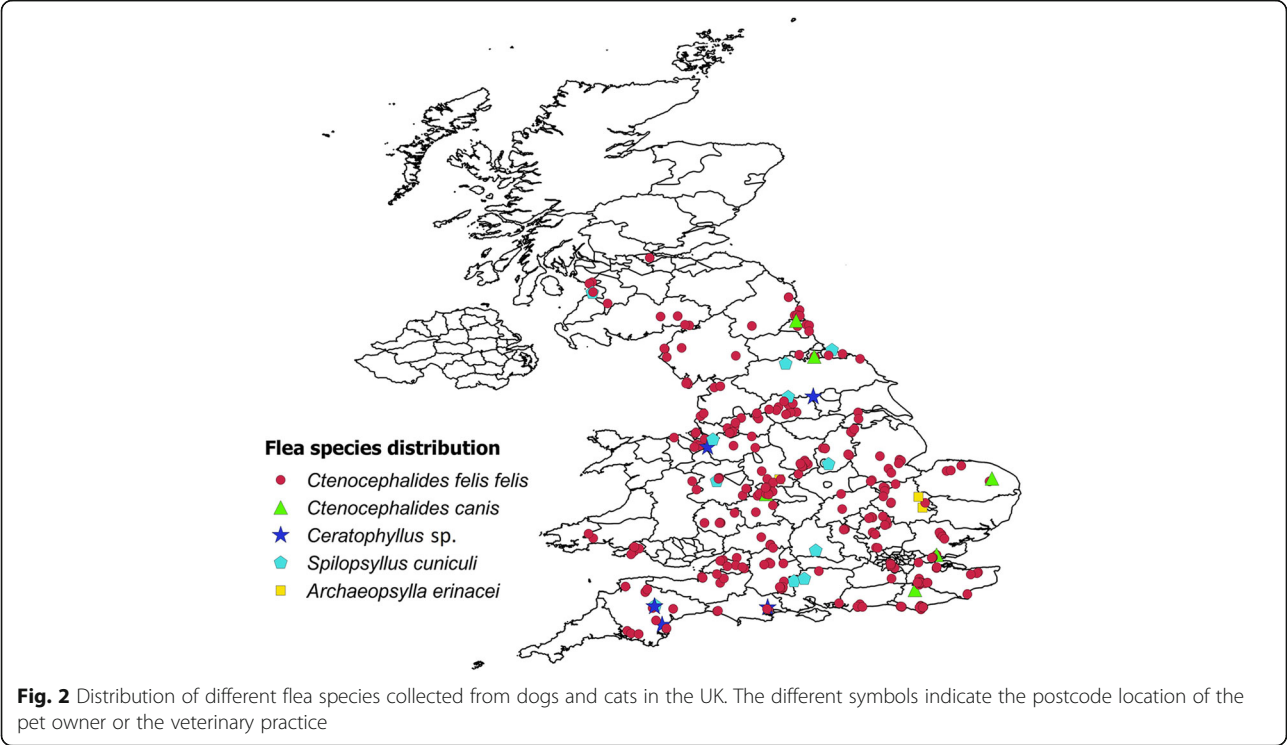 Flea species distribution
Ctenocephalides felis felis
Ctenocephalides canis
Ceratophyllus sp.
Spilopsyllus cuniculi
Archaeopsylla erinacei
Fig. 2 Distribution of different flea species collected from dogs and cats in the UK. The different symbols indicate the postcode location of the
pet owner or the veterinary practice